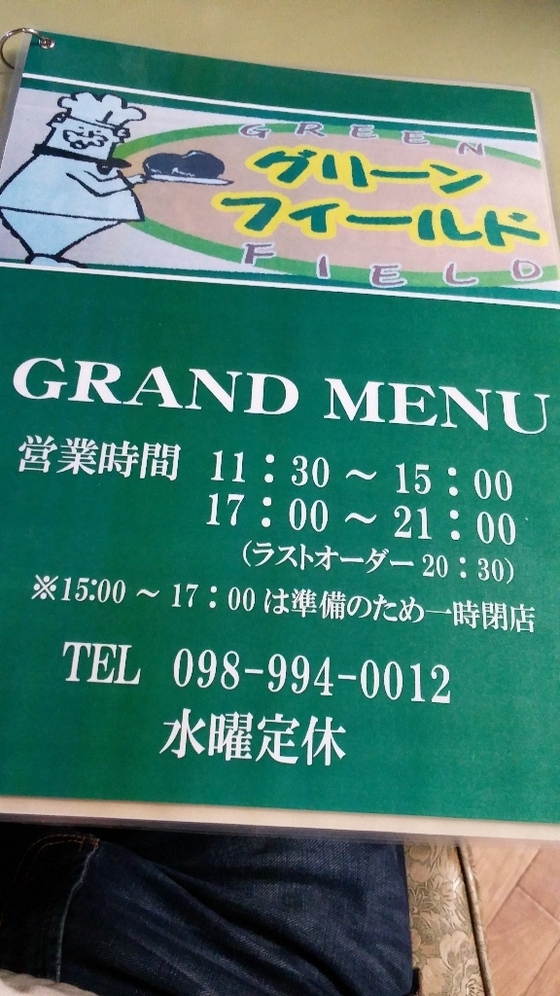 GREEN
グリーン
フィールド
FIELD
GRAND MENU
営業時間 11：30 ～ 15：00
17：00 ～ 21：00
（ラストオーダー 20：30）
※15:00 ～ 17：00 は準備のため一時閉店
TEL 098-994-0012
水曜定休